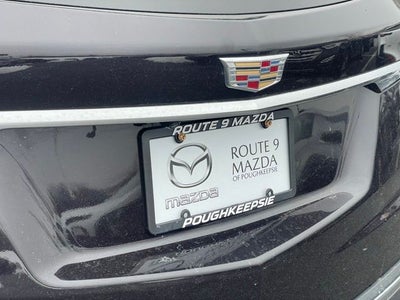 ROUTE 9 MAZDA
mazda
ROUTE 9
MAZDA
OF POUGHKEEPSIE
POUGHKEEPSIE